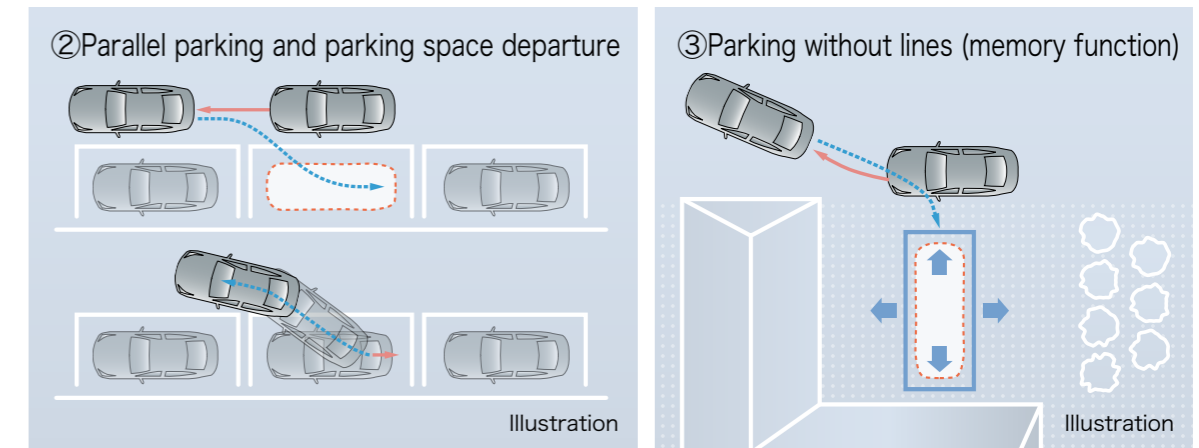 ②Parallel parking and parking space departure
Illustration
③Parking without lines (memory function)
Illustration